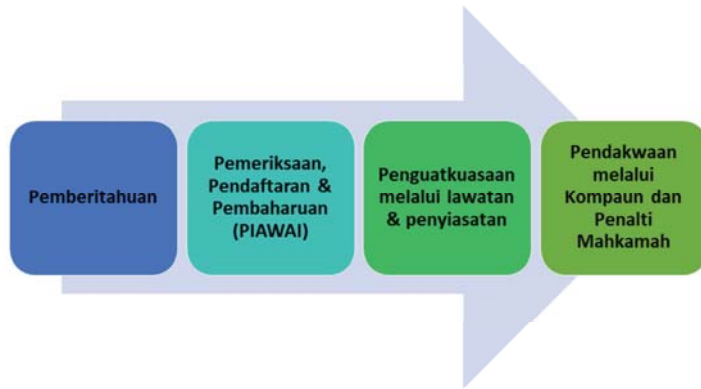 Pemberitahuan
Pemeriksaan,
Pendaftaran &
Pembaharuan
(PIAWAI)
Penguatkuasaan
melalui lawatan
& penyiasatan
Pendakwaan
melalui
Kompaun dan
Penalti
Mahkamah